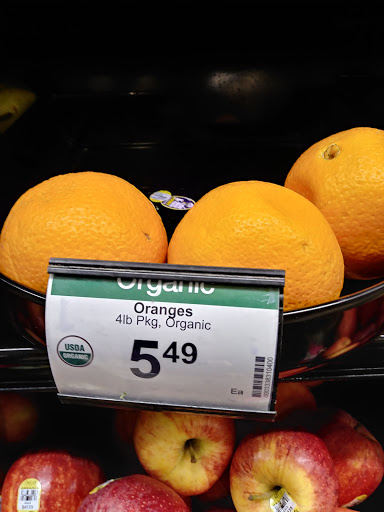 Organic
Oranges
4lb Pkg, Organic
USDA
ORGANIC
5 49
Ea